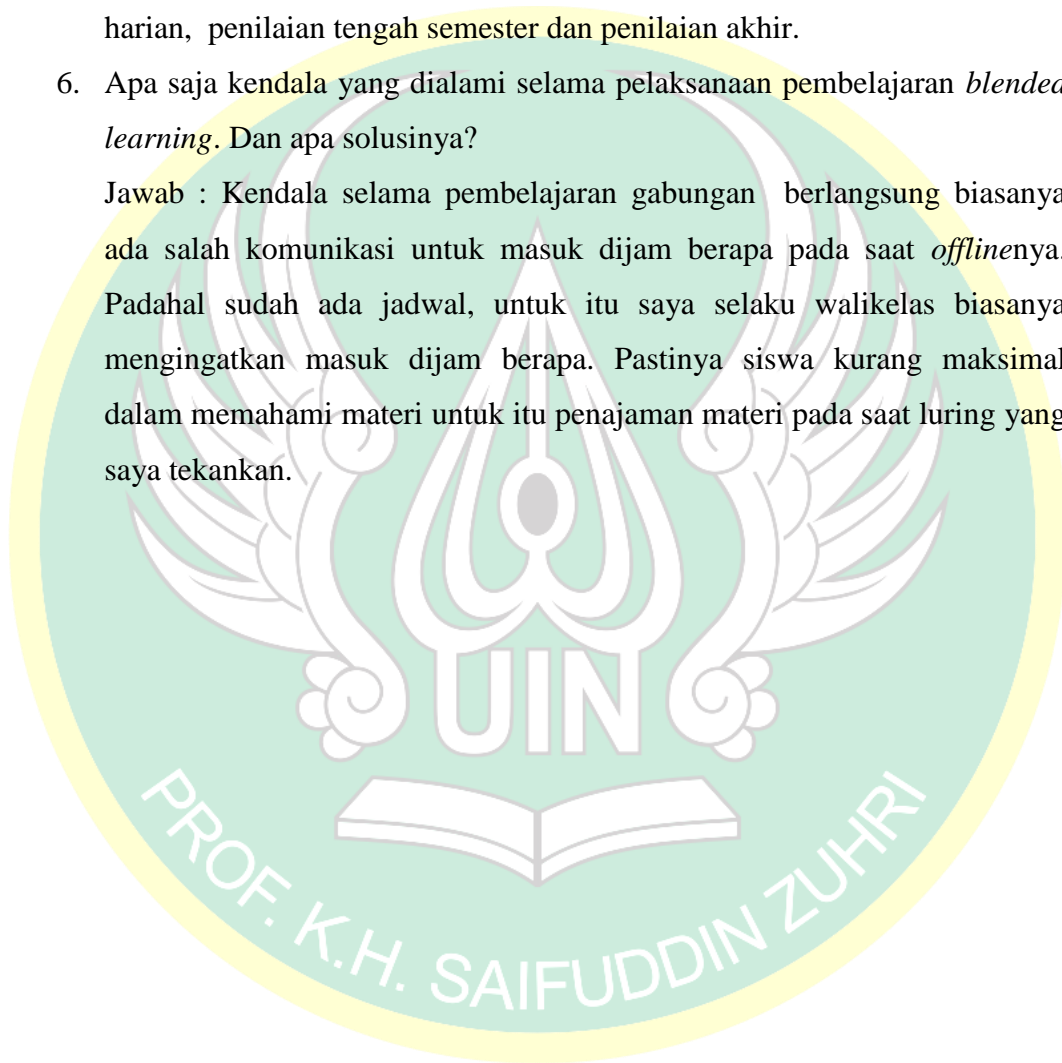 harian, penilaian tengah semester dan penilaian akhir.
6. Apa saja kendala yang dialami selama pelaksanaan pembelajaran blended
learning. Dan apa solusinya?
Jawab : Kendala selama pembelajaran gabungan berlangsung biasanya
ada salah komunikasi untuk masuk dijam berapa pada saat offlinenya.
Padahal sudah ada jadwal, untuk itu saya selaku walikelas biasanya
mengingatkan masuk dijam berapa. Pastinya siswa kurang maksimal
dalam memahami materi untuk itu penajaman materi pada saat luring yang
saya tekankan.
UIN
PROF. K.H. SAIFUDDIN ZUHRI